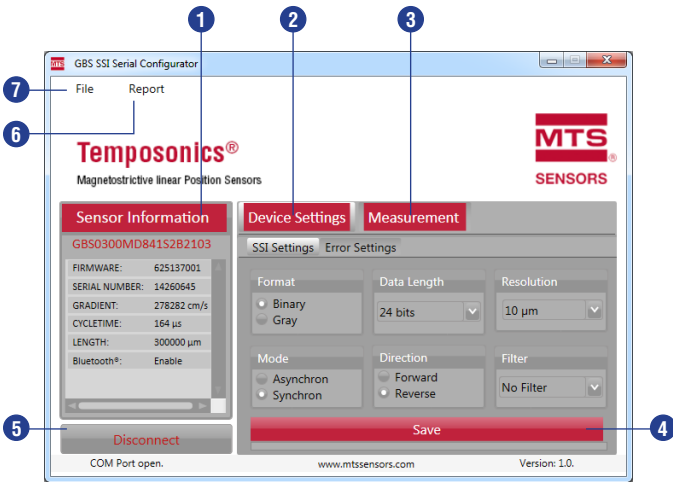 1 2 3
MTS GBS SSI Serial Configurator
7 File Report
6
Temposonics®
Magnetostrictive linear Position Sensors
MTS®
SENSORS
Sensor Information
GBS0300MD841S2B2103
FIRMWARE: 625137001
SERIAL NUMBER: 14260645
GRADIENT: 278282 cm/s
CYCLETIME: 164 µs
LENGTH: 300000 µm
Bluetooth®: Enable
Device Settings Measurement
SSI Settings Error Settings
Format
Binary
Gray
Data Length
24 bits
Resolution
10 µm
Mode
Asynchron
Synchron
Direction
Forward
Reverse
Filter
No Filter
5 Disconnect
Save 4
COM Port open. www.mtssensors.com Version: 1.0.